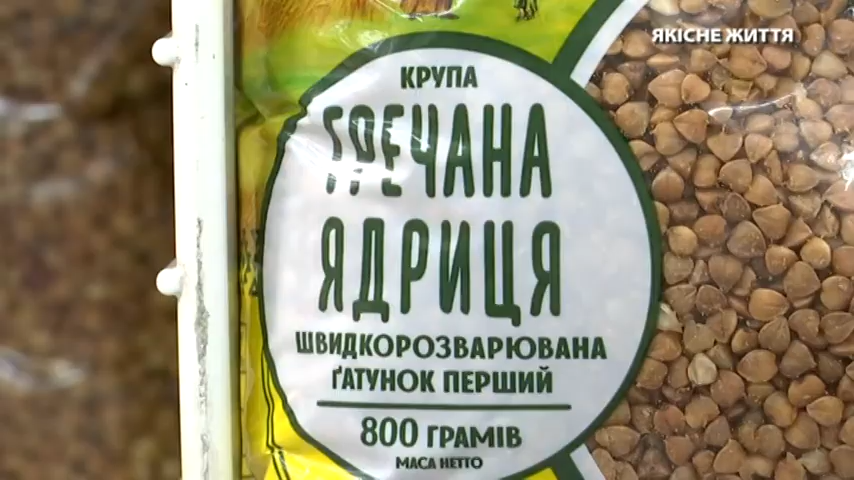 ЯКІСНЕ ЖИТТЯ
КРУПА
ГРЕЧАНА
ЯДРИЦЯ
ШВИДКОРОЗВАРЮВАНА
ҐАТУНОК ПЕРШИЙ
800 ГРАМІВ
МАСА НЕТТО